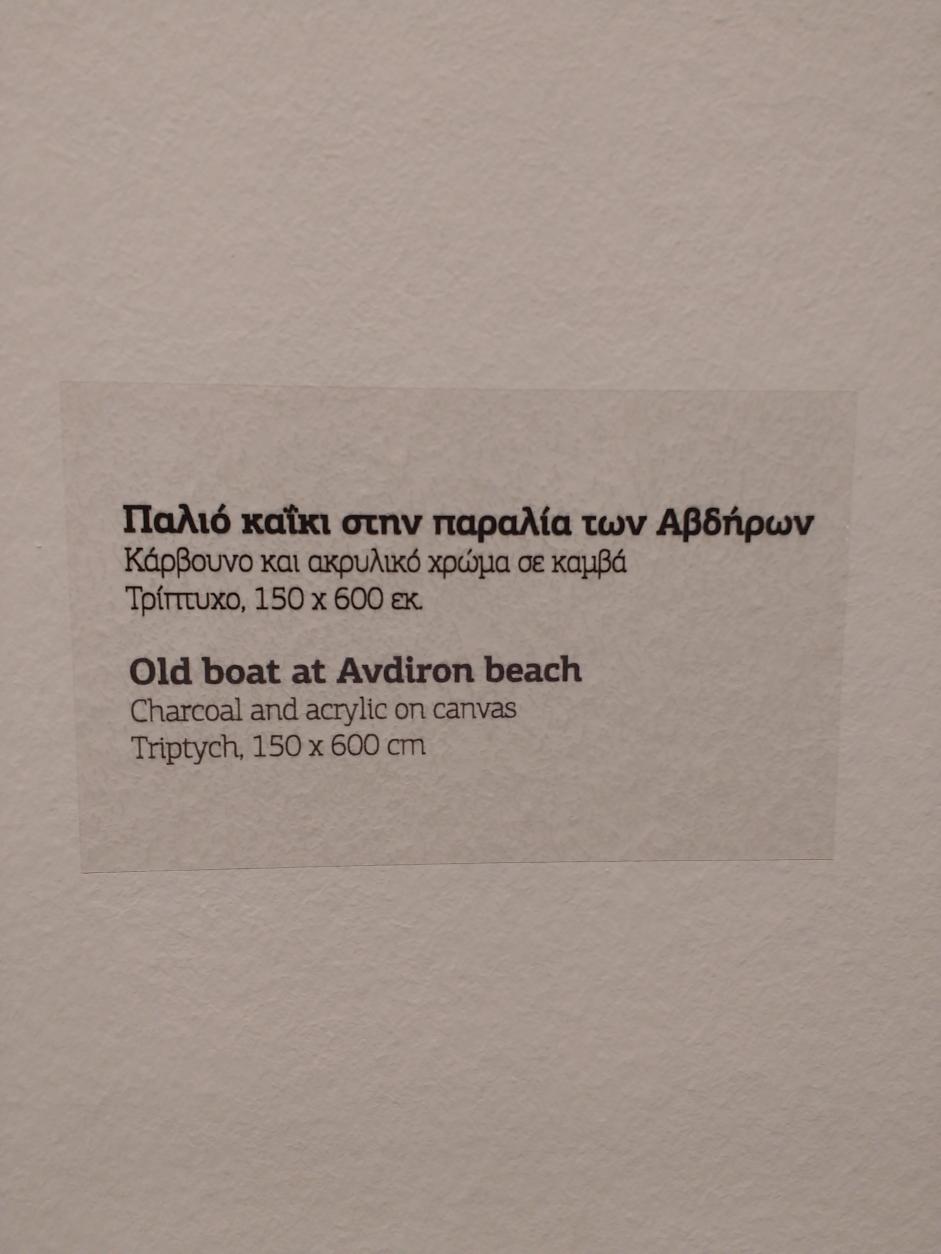 Παλιό καΐκι στην παραλία των Αβδήρων
Κάρβουνο και ακρυλικό χρώμα σε καμβά
Τρίπτυχο, 150 x 600 εκ.
Old boat at Avdiron beach
Charcoal and acrylic on canvas
Triptych, 150 x 600 cm